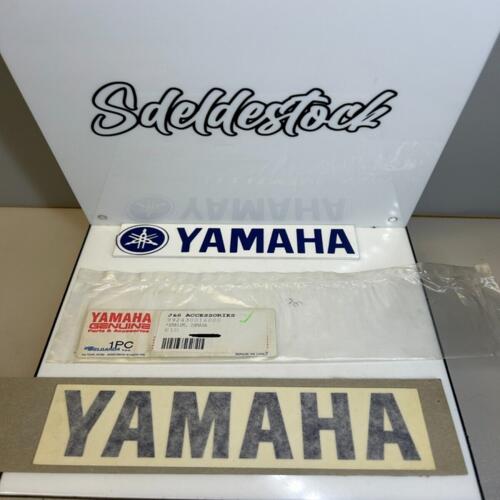 Sdeldestock
YAMAHA
YAMAHA
GENUINE
Parts & Accessories
1PC
J&S ACCESSORIES
YAMAHA